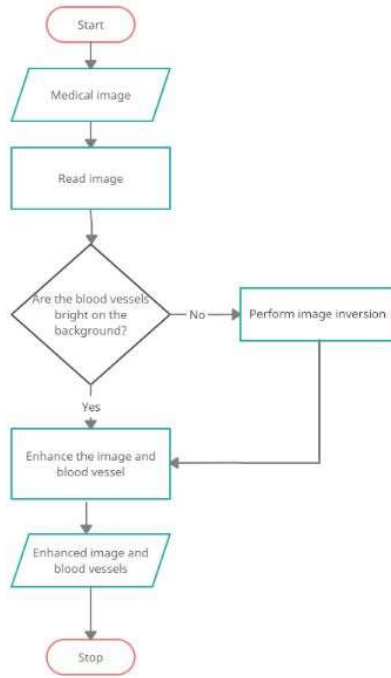 Start
Medical image
Read image
Are the blood vessels
bright on the
background?
No
Perform image inversion
Yes
Enhance the image and
blood vessel
Enhanced image and
blood vessels
Stop